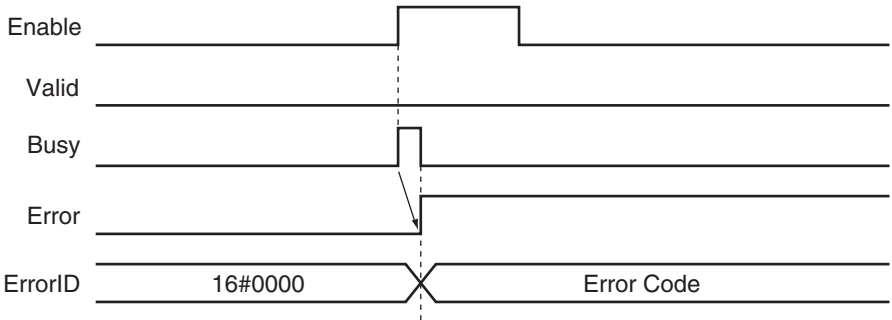 Enable
Valid
Busy
Error
ErrorID 16#0000 Error Code